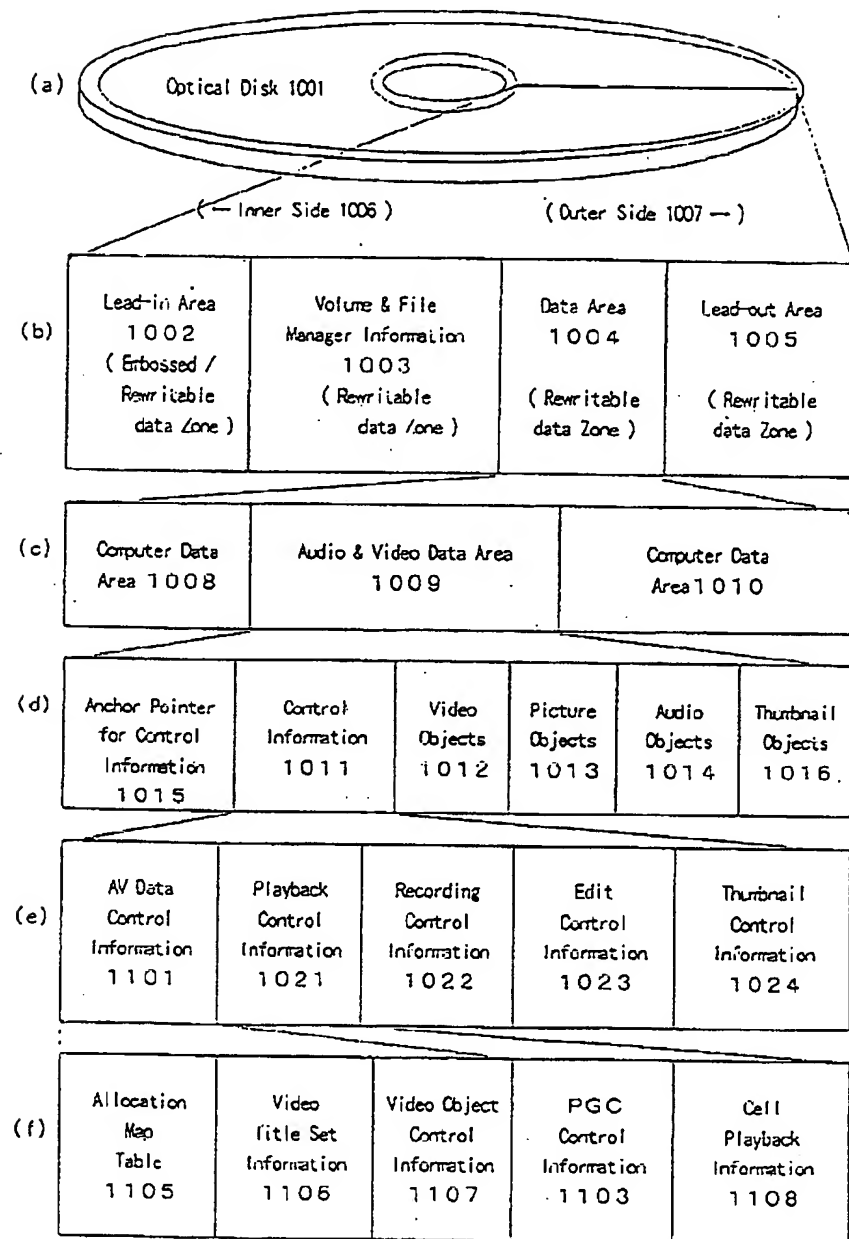 (a)
Optical Disk 1001
(← Inner Side 1006 )
(Outer Side 1007 → )
(b)
Lead-in Area
1002
( Embossed /
Rewritable
data Zone )
Volume & File
Manager Information
1003
( Rewritable
data Zone )
Data Area
1004
( Rewritable
data Zone )
Lead-out Area
1005
( Rewritable
data Zone )
(c)
Computer Data
Area 1008
Audio & Video Data Area
1009
Computer Data
Area 1010
(d)
Anchor Pointer
for Control
Information
1015
Control
Information
1011
Video
Objects
1012
Picture
Objects
1013
Audio
Objects
1014
Thumbnail
Objects
1016
(e)
AV Data
Control
Information
1101
Playback
Control
Information
1021
Recording
Control
Information
1022
Edit
Control
Information
1023
Thumbnail
Control
Information
1024
(f)
Allocation
Map
Table
1105
Video
Title Set
Information
1106
Video Object
Control
Information
1107
PGC
Control
Information
1103
Cell
Playback
Information
1108